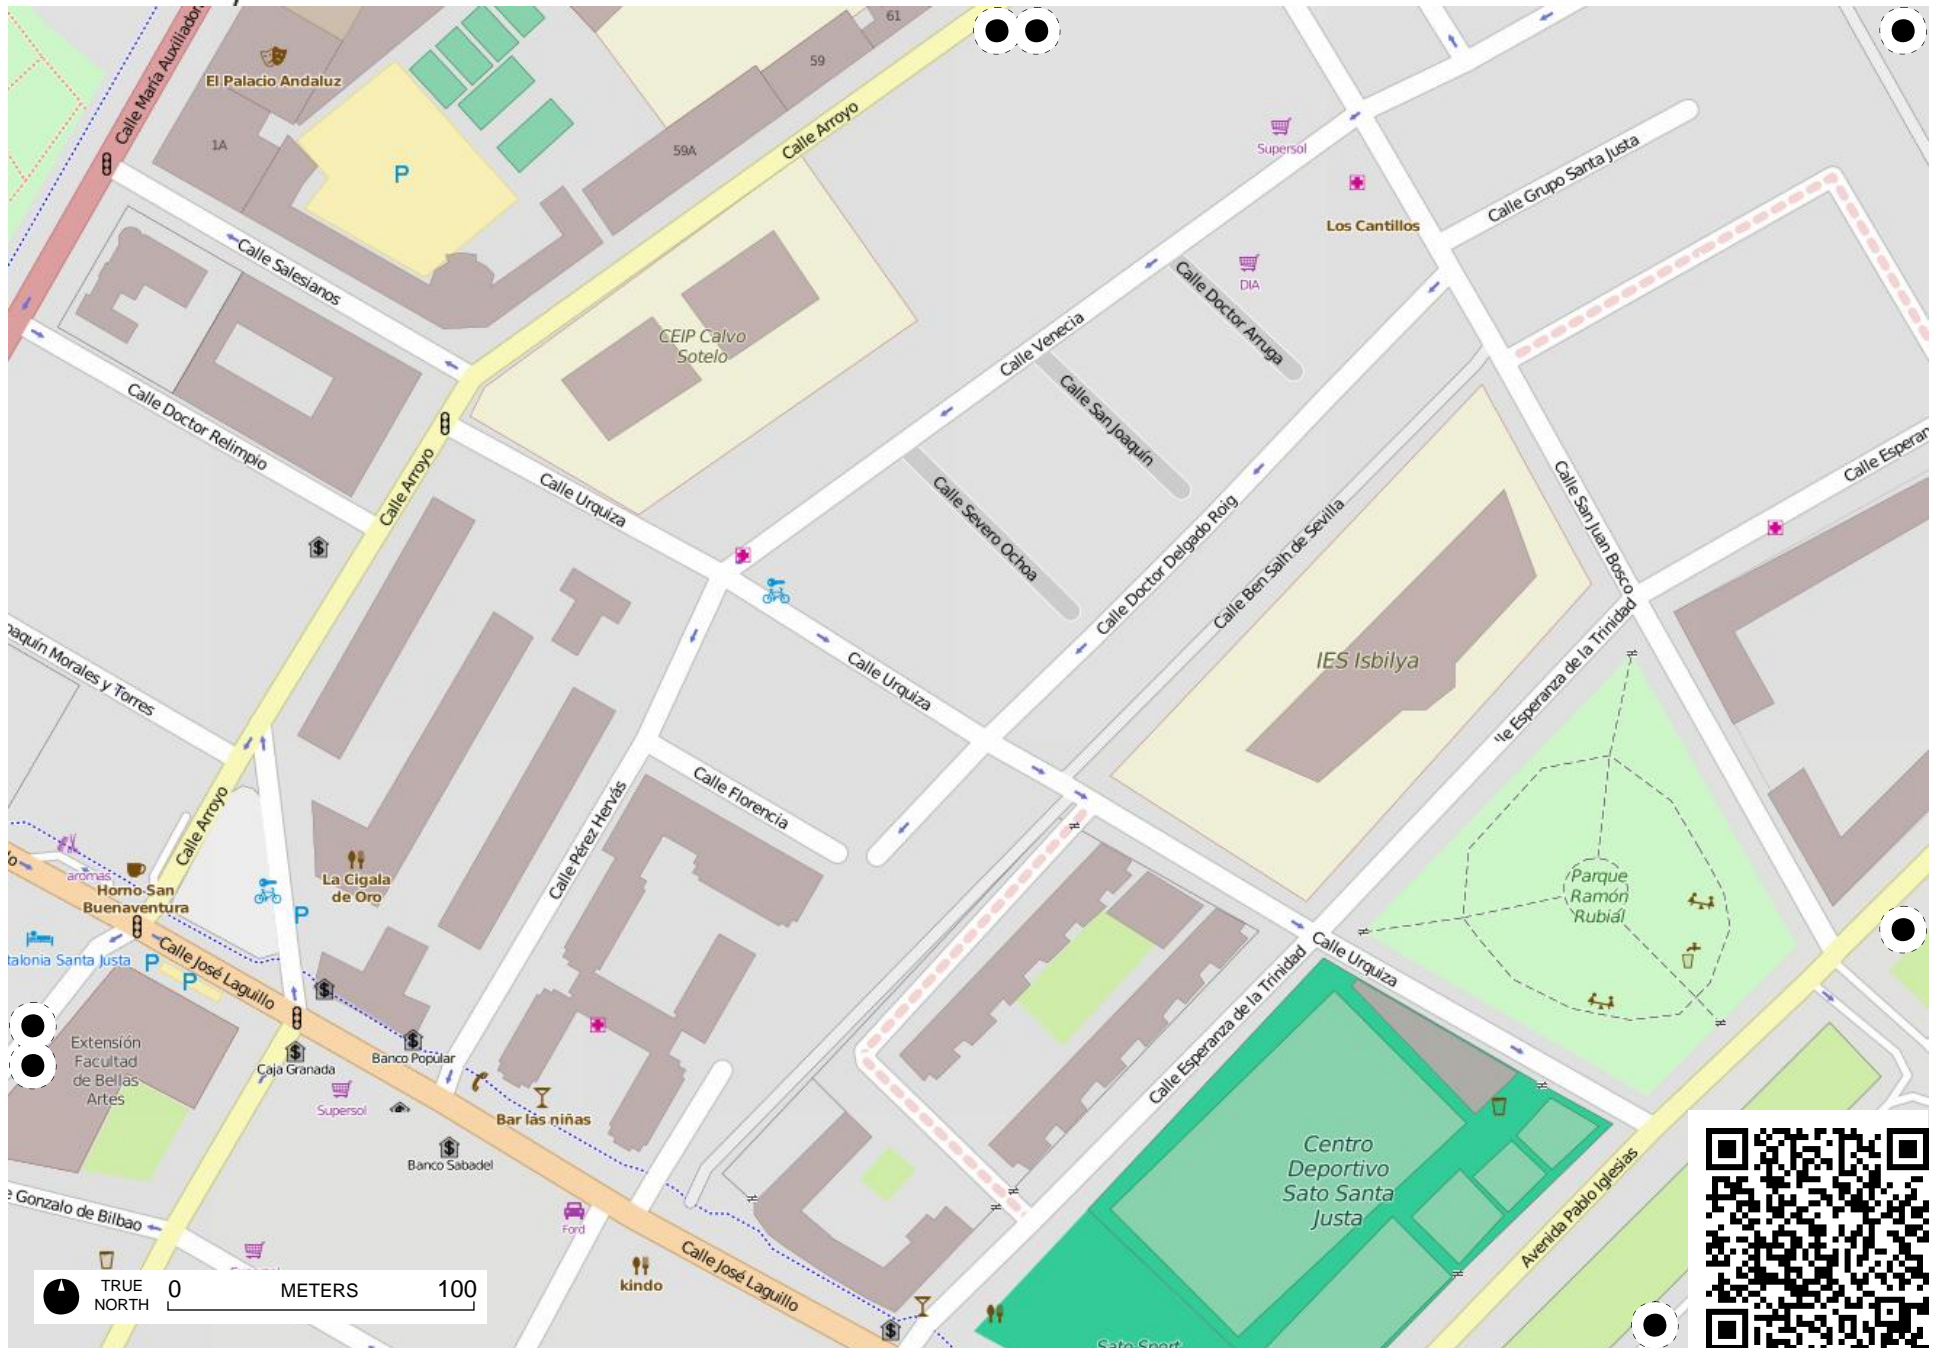 61
59
El Palacio Andaluz
Calle María Auxiliadora
1A
P
59A
Calle Arroyo
Supersol
Calle Grupo Santa Justa
Los Cantillos
Calle Salesianos
DIA
Calle Doctor Arruga
CEIP Calvo
Sotelo
Calle Venecia
Calle Doctor Relimpio
Calle San Joaquín
Calle Arroyo
Calle Urquiza
Calle Severo Ochoa
Calle Doctor Delgado Roig
Calle Ben Salh de Sevilla
Calle San Juan Bosco
Calle Esperan
IES Isbilya
aquín Morales y Torres
Calle Urquiza
lle Esperanza de la Trinidad
Calle Florencia
Calle Pérez Hervás
Calle Arroyo
aromas
Horno San
Buenaventura
La Cigala
de Oro
P
Parque
Ramón
Rubial
talonia Santa Justa
P
P
Calle José Laguillo
Calle Urquiza
Calle Esperanza de la Trinidad
Extensión
Facultad
de Bellas
Artes
Banco Popular
Caja Granada
Supersol
Bar las niñas
Banco Sabadel
Centro
Deportivo
Sato Santa
Justa
Avenida Pablo Iglesias
e Gonzalo de Bilbao
Ford
kindo
Calle José Laguillo
Sato Sport
TRUE
NORTH
0 METERS 100